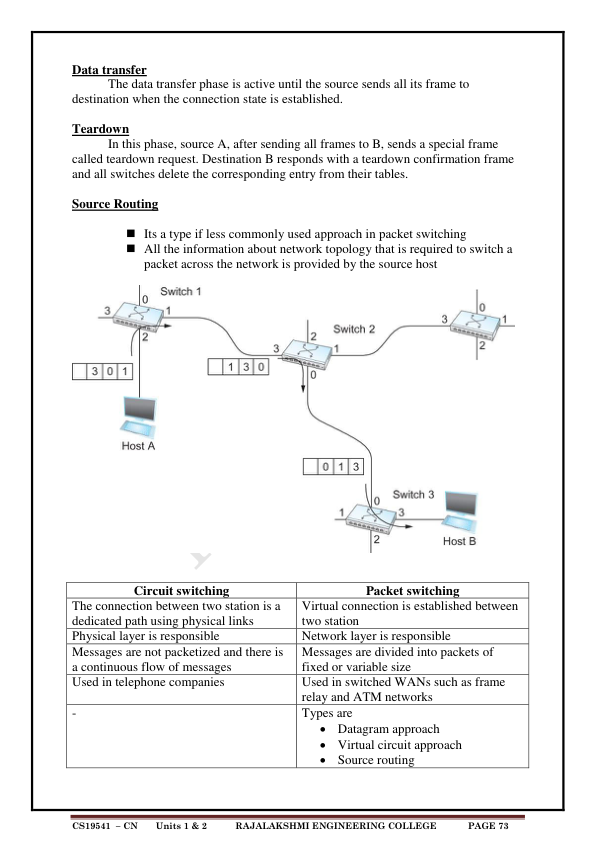 Data transfer
The data transfer phase is active until the source sends all its frame to
destination when the connection state is established.
Teardown
In this phase, source A, after sending all frames to B, sends a special frame
called teardown request. Destination B responds with a teardown confirmation frame
and all switches delete the corresponding entry from their tables.
Source Routing
■ Its a type if less commonly used approach in packet switching
■ All the information about network topology that is required to switch a
packet across the network is provided by the source host
0 Switch 1
3 1
2
3 0 1
Host A
2 Switch 2
3 1
0
1 3 0
0
3 1
2
0 1 3
0 Switch 3
1 3
2
Host B
Circuit switching
Packet switching
The connection between two station is a
dedicated path using physical links
Virtual connection is established between
two station
Physical layer is responsible
Network layer is responsible
Messages are not packetized and there is
a continuous flow of messages
Messages are divided into packets of
fixed or variable size
Used in telephone companies
Used in switched WANs such as frame
relay and ATM networks
-
Types are
• Datagram approach
• Virtual circuit approach
• Source routing
CS19541 – CN Units 1 & 2 RAJALAKSHMI ENGINEERING COLLEGE PAGE 73